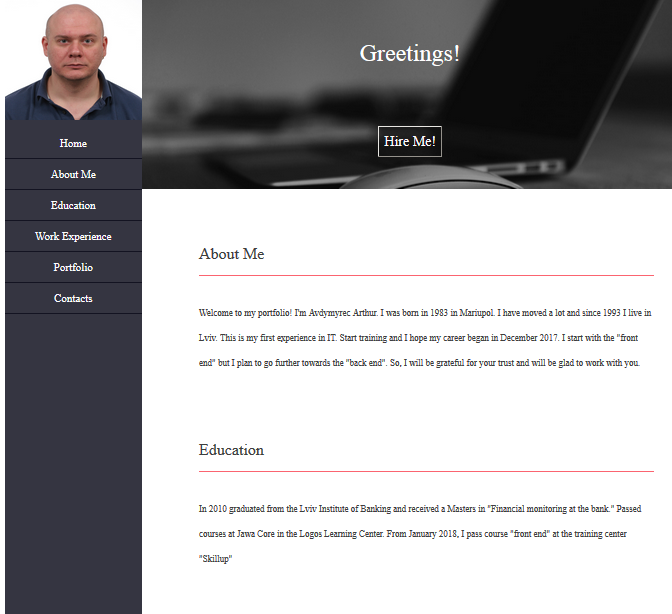 Greetings!
Hire Me!
Home
About Me
Education
Work Experience
Portfolio
Contacts
About Me
Welcome to my portfolio! I'm Avdymyrec Arthur. I was born in 1983 in Mariupol. I have moved a lot and since 1993 I live in
Lviv. This is my first experience in IT. Start training and I hope my career began in December 2017. I start with the "front
end" but I plan to go further towards the "back end". So, I will be grateful for your trust and will be glad to work with you.
Education
In 2010 graduated from the Lviv Institute of Banking and received a Masters in "Financial monitoring at the bank." Passed
courses at Jawa Core in the Logos Learning Center. From January 2018, I pass course "front end" at the training center
"Skillup"